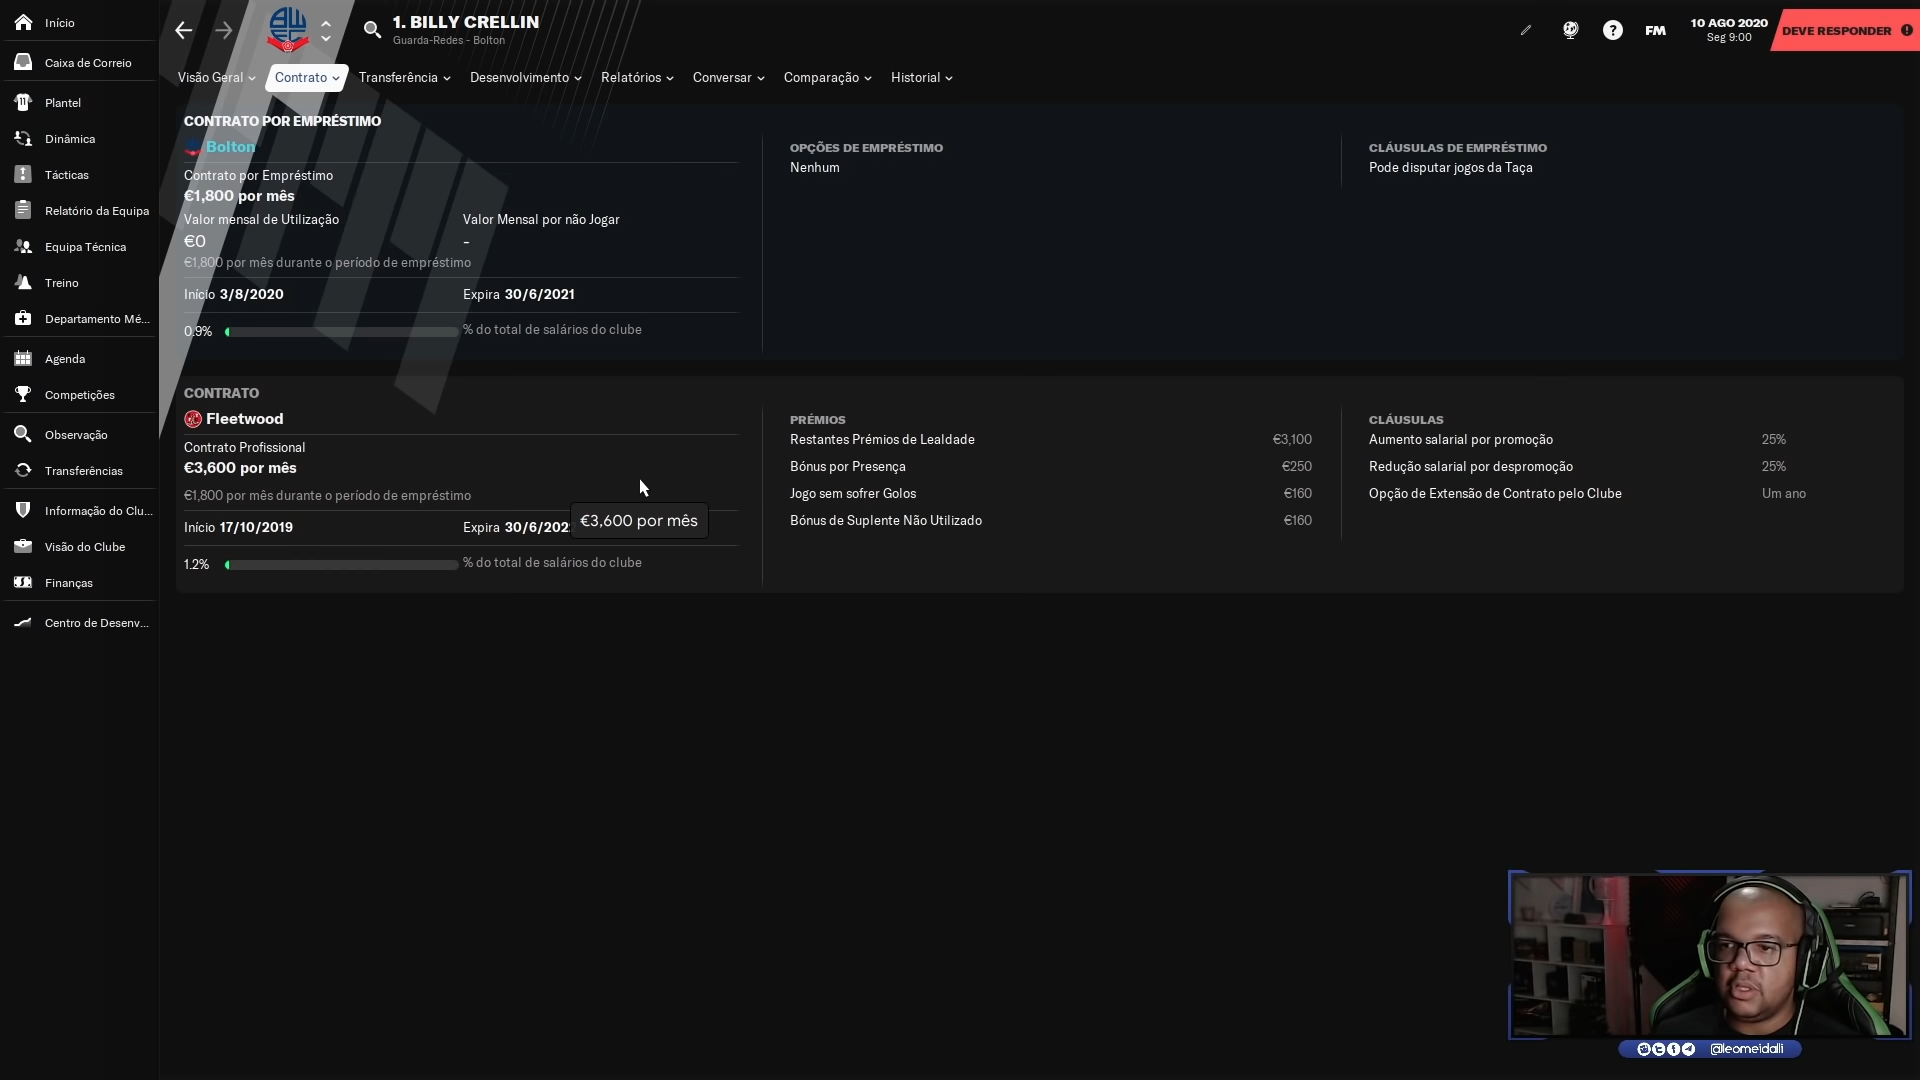 Início
Caixa de Correio
Plantel
Dinâmica
Tácticas
Relatório da Equipa
Equipa Técnica
Treino
Departamento Mé...
Agenda
Competições
Observação
Transferências
Informação do Clu...
Visão do Clube
Finanças
Centro de Desenv...
1. BILLY CRELLIN
Guarda-Redes - Bolton
FM
10 AGO 2020
Seg 9:00
DEVE RESPONDER
Visão Geral
Contrato
Transferência
Desenvolvimento
Relatórios
Conversar
Comparação
Historial
CONTRATO POR EMPRÉSTIMO
Bolton
Contrato por Empréstimo
€1,800 por mês
Valor mensal de Utilização
Valor Mensal por não Jogar
€0
-
€1,800 por mês durante o período de empréstimo
Início 3/8/2020
Expira 30/6/2021
0.9%
% do total de salários do clube
OPÇÕES DE EMPRÉSTIMO
Nenhum
CLÁUSULAS DE EMPRÉSTIMO
Pode disputar jogos da Taça
CONTRATO
Fleetwood
Contrato Profissional
€3,600 por mês
€1,800 por mês durante o período de empréstimo
Início 17/10/2019
Expira
€3,600 por mês
1.2%
% do total de salários do clube
PRÉMIOS
Restantes Prémios de Lealdade €3,100
Bónus por Presença €250
Jogo sem sofrer Golos €160
Bónus de Suplente Não Utilizado €160
CLÁUSULAS
Aumento salarial por promoção 25%
Redução salarial por despromoção 25%
Opção de Extensão de Contrato pelo Clube Um ano
@leomeidalli